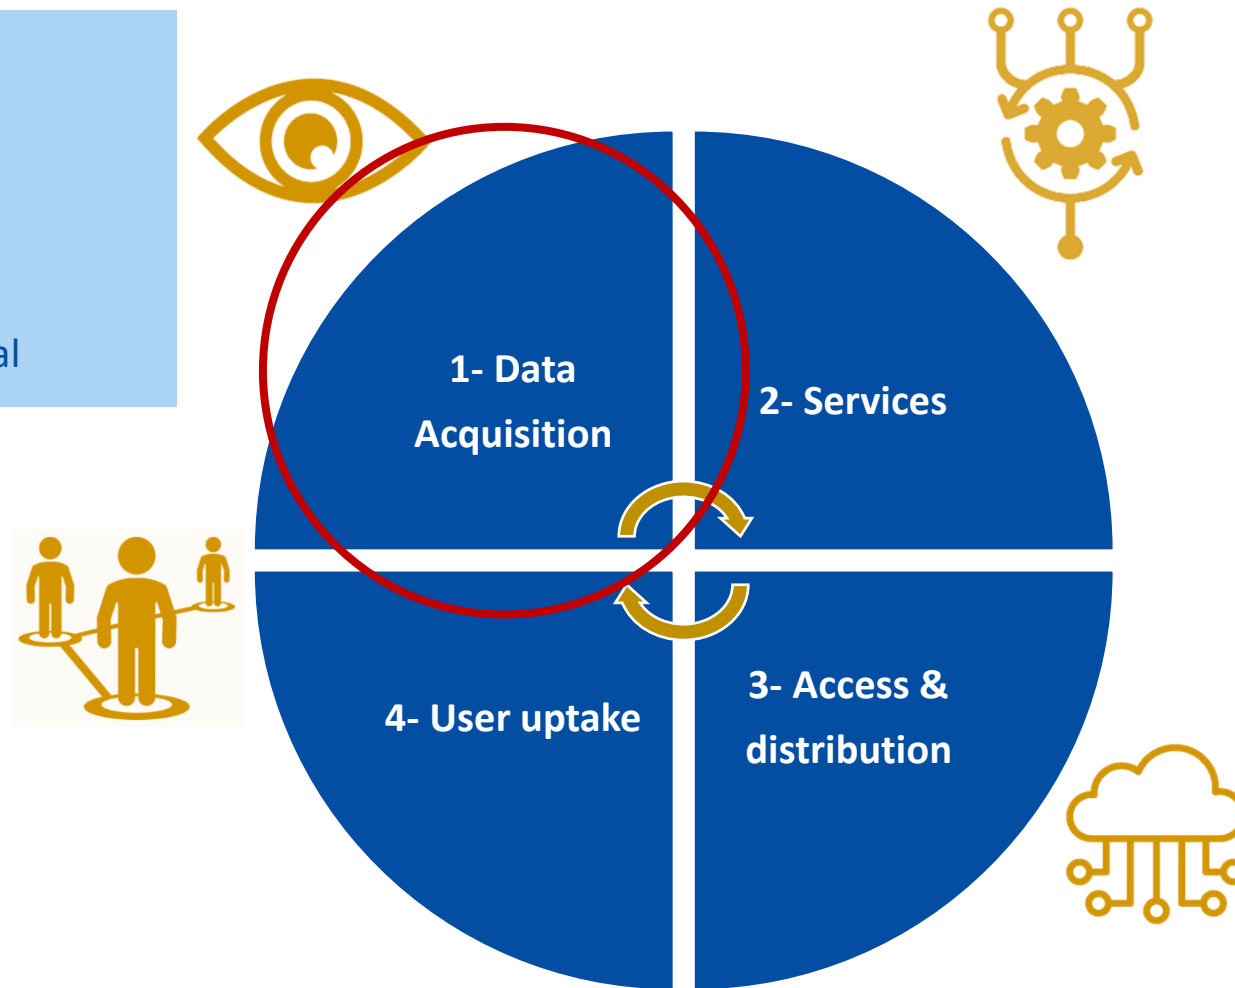 al
1- Data
Acquisition
2- Services
3- Access &
distribution
4- User uptake